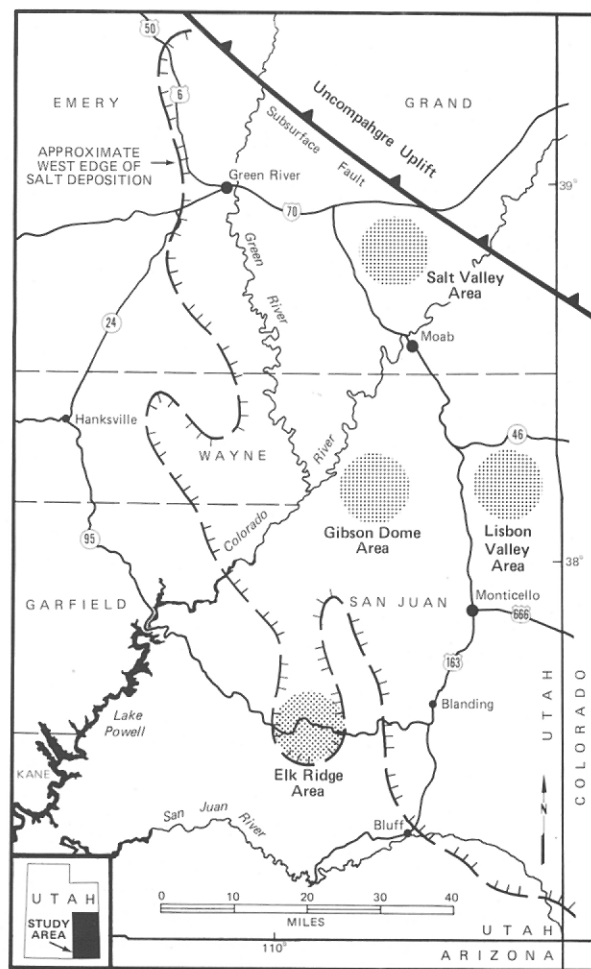 50
6
EMERY
GRAND
Uncompahgre Uplift
Subsurface Fault
APPROXIMATE
WEST EDGE OF
SALT DEPOSITION
Green River
39°
70
Green
River
Salt Valley
Area
24
Moab
Hanksville
46
WAYNE
River
Colorado
Gibson Dome
Area
Lisbon
Valley
Area
95
38°
GARFIELD
SAN JUAN
Monticello
666
163
Lake
Powell
Blanding
UTAH
COLORADO
KANE
Elk Ridge
Area
N
San Juan
River
Bluff
UTAH
STUDY
AREA
0 10 20 30 40
MILES
110°
UTAH
ARIZONA